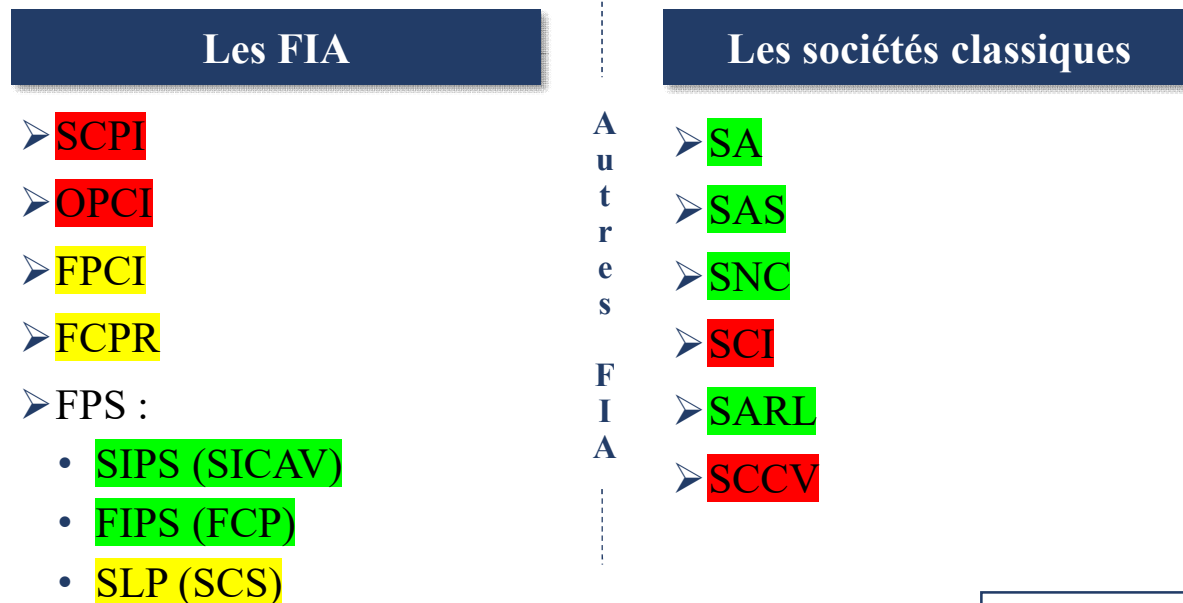 Les FIA
➢ SCPI
➢ OPCI
➢ FPCI
➢ FCPR
➢ FPS :
• SIPS (SICAV)
• FIPS (FCP)
• SLP (SCS)
Autres FIA
Les sociétés classiques
➢ SA
➢ SAS
➢ SNC
➢ SCI
➢ SARL
➢ SCCV